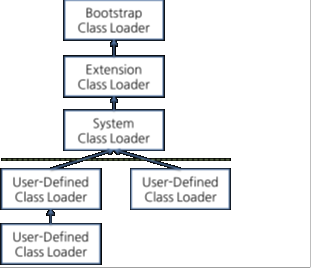 Bootstrap
Class Loader
Extension
Class Loader
System
Class Loader
User-Defined
Class Loader
User-Defined
Class Loader
User-Defined
Class Loader